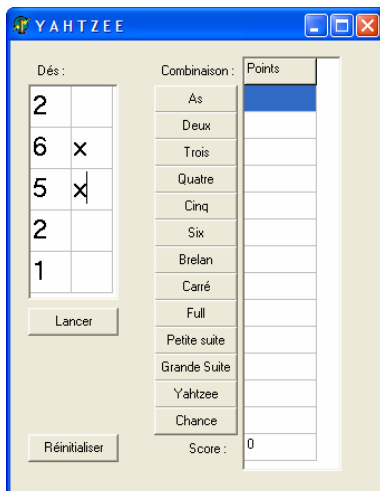 YAHTZEE
Dés :
Combinaison :
Points
2
6 x
5 x
2
1
Lancer
Réinitialiser
As
Deux
Trois
Quatre
Cinq
Six
Brelan
Carré
Full
Petite suite
Grande Suite
Yahtzee
Chance
Score :
0